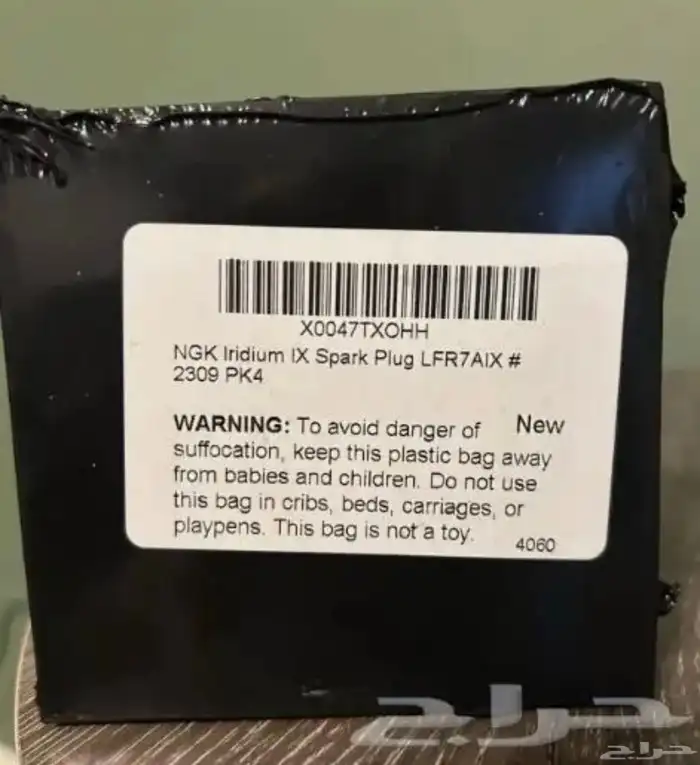 X0047TXOHH
NGK Iridium IX Spark Plug LFR7AIX #
2309 PK4
WARNING: To avoid danger of New
suffocation, keep this plastic bag away
from babies and children. Do not use
this bag in cribs, beds, carriages, or
playpens. This bag is not a toy.
4060
حراج
حراج